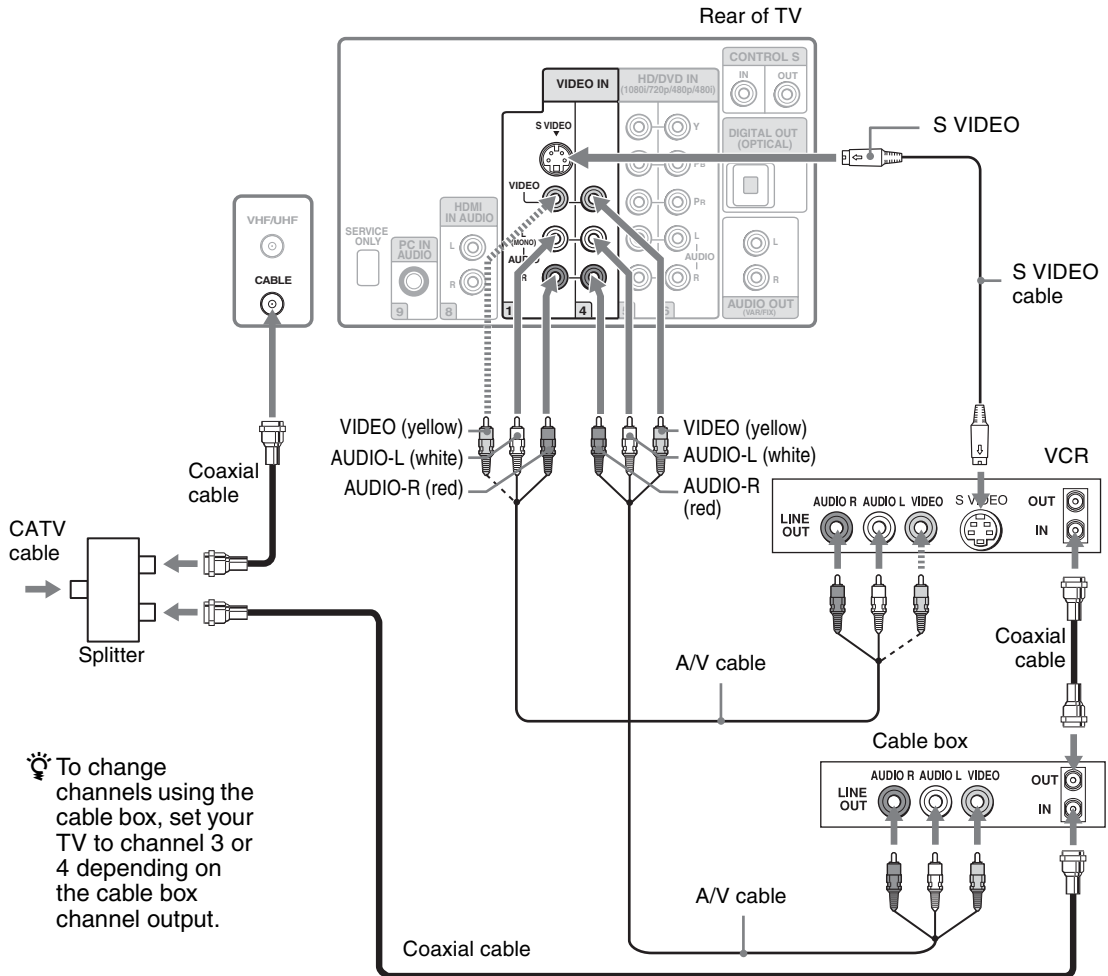 Rear of TV
CONTROL S
IN
OUT
VIDEO IN
HD/DVD IN
(1080i/720p/480p/480i)
S VIDEO
Y
DIGITAL OUT
(OPTICAL)
S VIDEO
PB
VIDEO
PR
VHF/UHF
SERVICE
ONLY
HDMI
IN AUDIO
PC IN
AUDIO
L
(MONO)
AUDIO
R
L
R
L
AUDIO
R
L
R
CABLE
S VIDEO
cable
9
8
1
4
AUDIO OUT
(VAR/FIX)
VIDEO (yellow)
AUDIO-L (white)
AUDIO-R (red)
VIDEO (yellow)
AUDIO-L (white)
AUDIO-R
(red)
VCR
Coaxial
cable
AUDIO R
AUDIO L
VIDEO
S VIDEO
OUT
LINE
OUT
IN
CATV
cable
Splitter
Coaxial
cable
A/V cable
Cable box
To change
channels using the
cable box, set your
TV to channel 3 or
4 depending on
the cable box
channel output.
AUDIO R
AUDIO L
VIDEO
OUT
LINE
OUT
IN
A/V cable
Coaxial cable